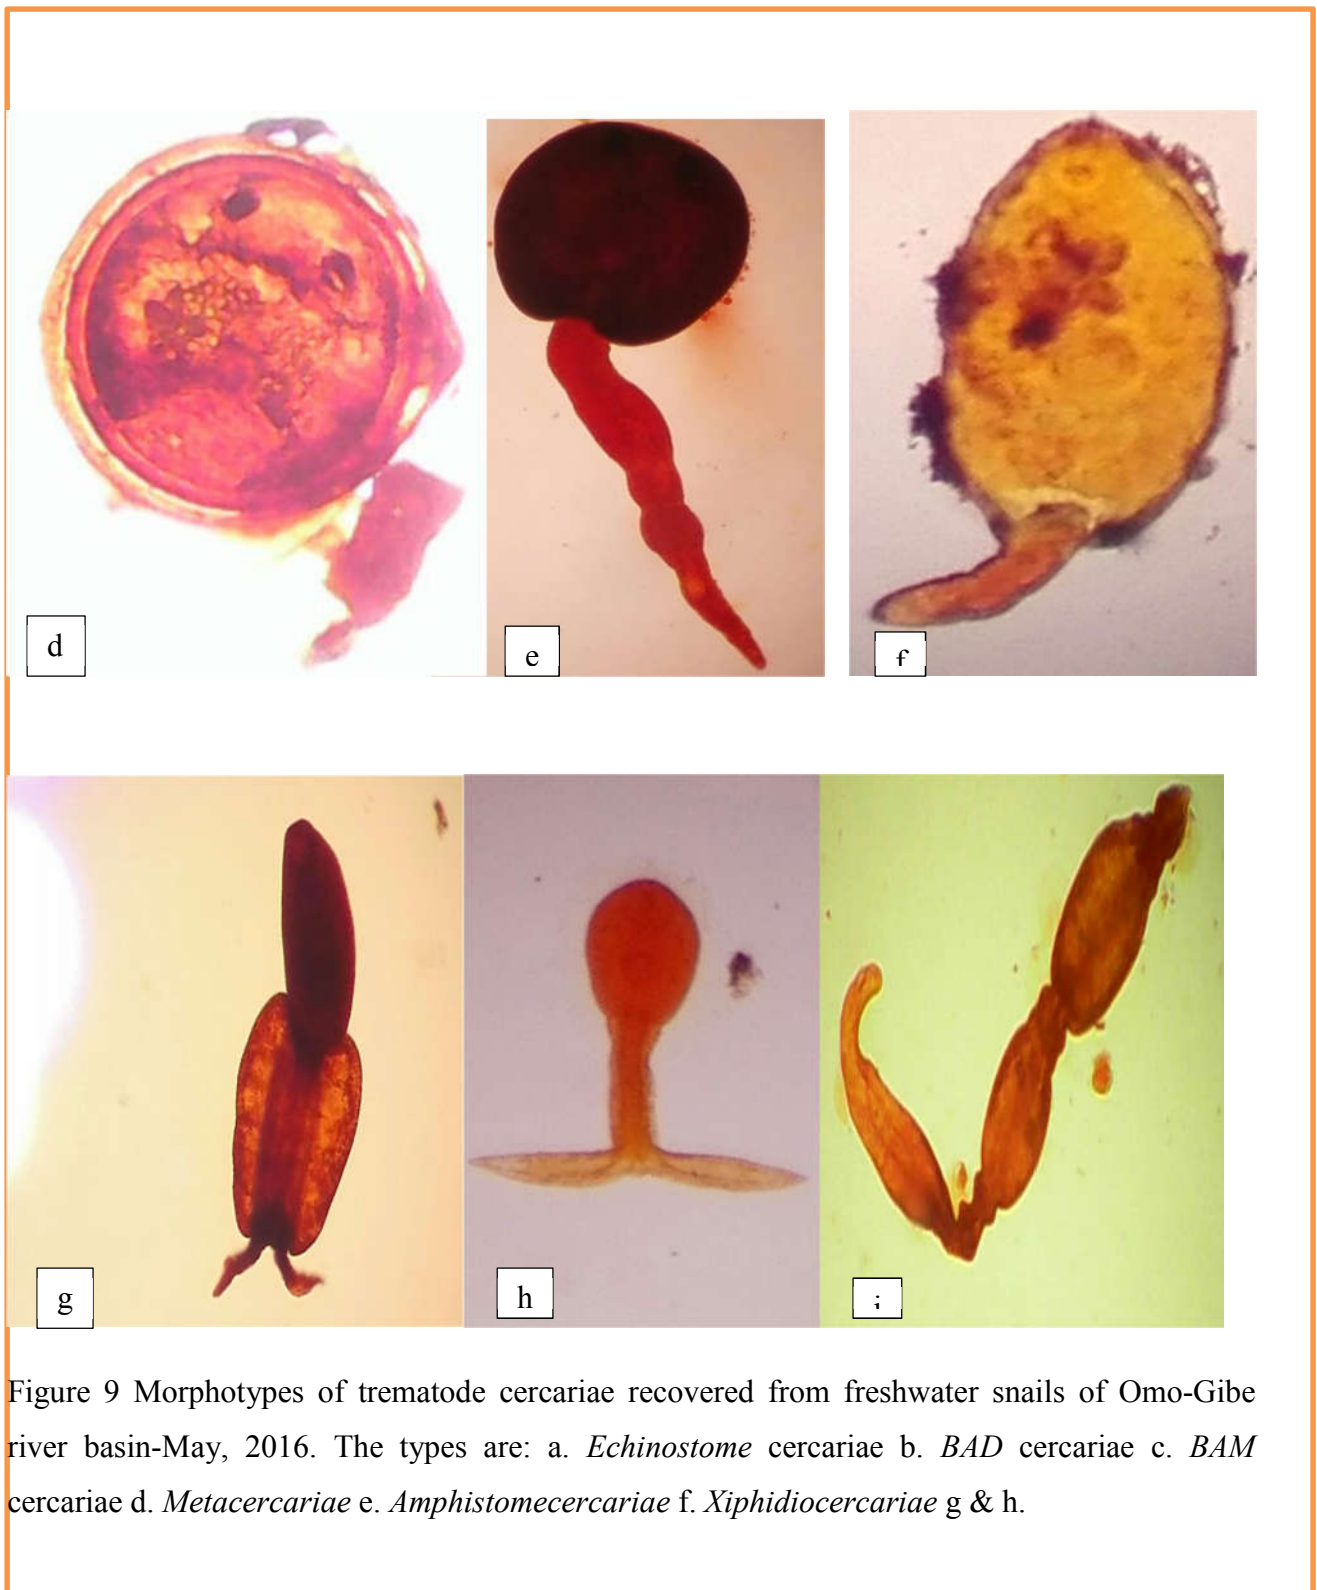 d
e
f
g
h
i
Figure 9 Morphotypes of trematode cercariae recovered from freshwater snails of Omo-Gibe
river basin-May, 2016. The types are: a. Echinostome cercariae b. BAD cercariae c. BAM
cercariae d. Metacercariae e. Amphistomecercariae f. Xiphidiocercariae g & h.